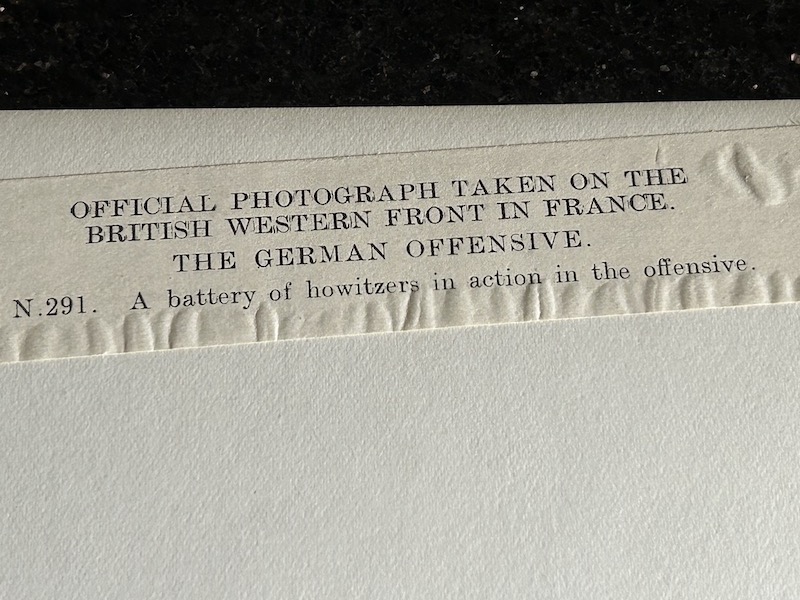 OFFICIAL PHOTOGRAPH TAKEN ON THE
BRITISH WESTERN FRONT IN FRANCE.
THE GERMAN OFFENSIVE.
N.291. A battery of howitzers in action in the offensive.